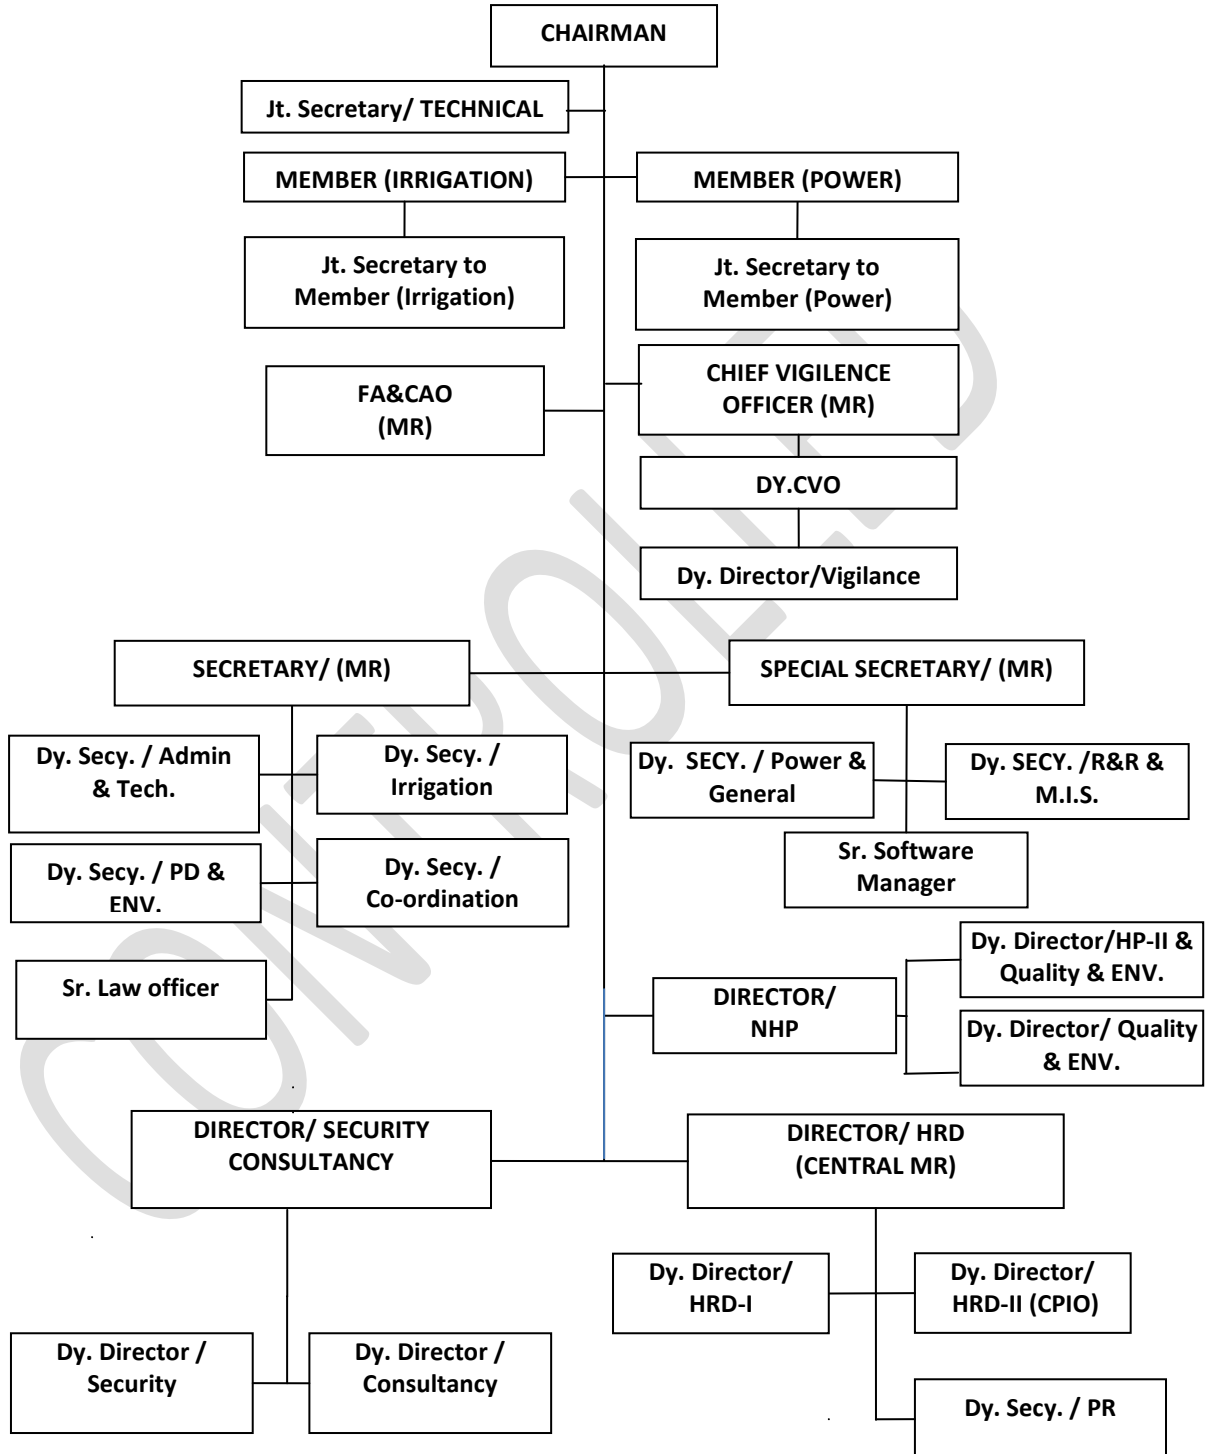 CHAIRMAN
Jt. Secretary/ TECHNICAL
MEMBER (IRRIGATION)
MEMBER (POWER)
Jt. Secretary to
Member (Irrigation)
Jt. Secretary to
Member (Power)
FA&CAO
(MR)
CHIEF VIGILENCE
OFFICER (MR)
DY.CVO
Dy. Director/Vigilance
SECRETARY/ (MR)
SPECIAL SECRETARY/ (MR)
Dy. Secy. / Admin
& Tech.
Dy. Secy. /
Irrigation
Dy. SECY. / Power &
General
Dy. SECY. /R&R &
M.I.S.
Dy. Secy. / PD &
ENV.
Dy. Secy. /
Co-ordination
Sr. Software
Manager
Sr. Law officer
DIRECTOR/
NHP
Dy. Director/HP-II &
Quality & ENV.
Dy. Director/ Quality
& ENV.
DIRECTOR/ SECURITY
CONSULTANCY
DIRECTOR/ HRD
(CENTRAL MR)
Dy. Director/
HRD-I
Dy. Director/
HRD-II (CPIO)
Dy. Director /
Security
Dy. Director /
Consultancy
Dy. Secy. / PR
CONTROLLED